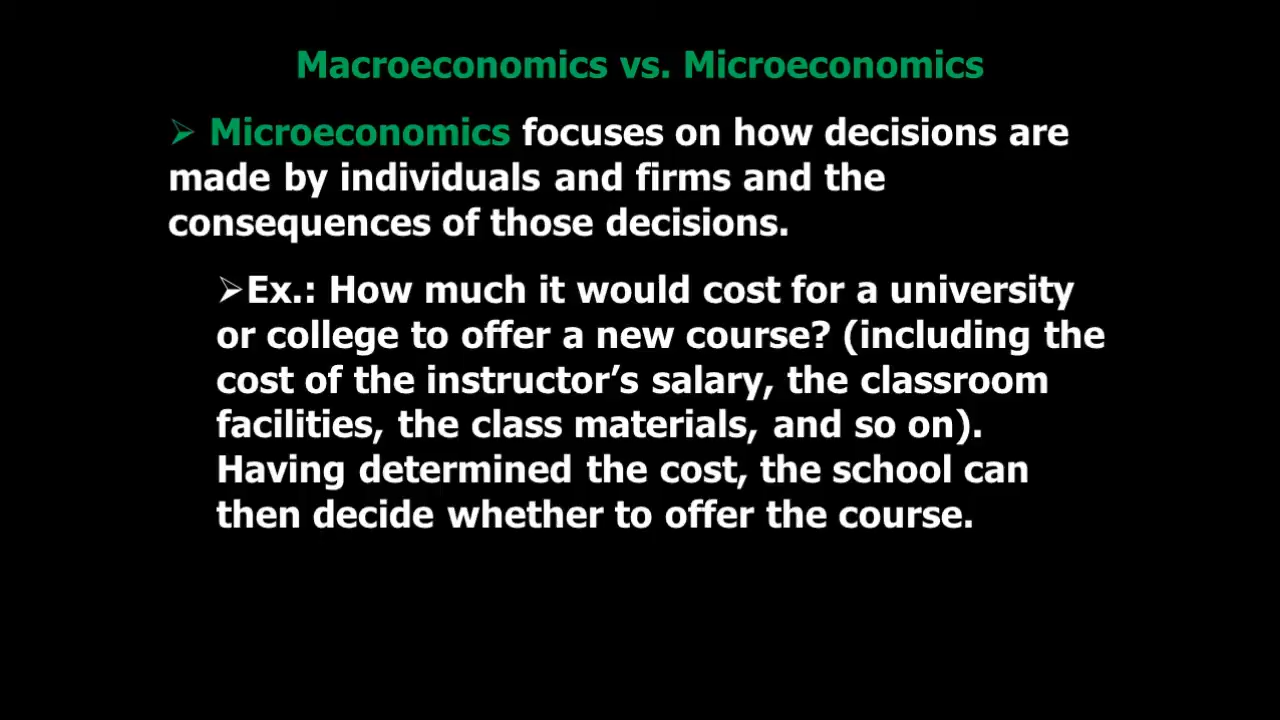 Macroeconomics vs. Microeconomics
➢ Microeconomics focuses on how decisions are
made by individuals and firms and the
consequences of those decisions.
➢Ex.: How much it would cost for a university
or college to offer a new course? (including the
cost of the instructor’s salary, the classroom
facilities, the class materials, and so on).
Having determined the cost, the school can
then decide whether to offer the course.